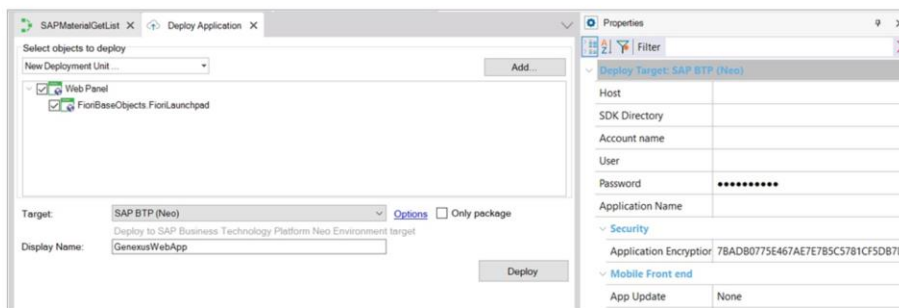 SAPMaterialGetList X Deploy Application X
Select objects to deploy
New Deployment Unit ...
Add...
Web Panel
FioriBaseObjects.FioriLaunchpad
Target: SAP BTP (Neo) Options Only package
Deploy to SAP Business Technology Platform Neo Environment target
Display Name: GenexusWebApp
Deploy
Properties
Filter
Deploy Target: SAP BTP (Neo)
Host
SDK Directory
Account name
User
Password ••••••••••
Application Name
Security
Application Encryption
Mobile Front end
App Update None